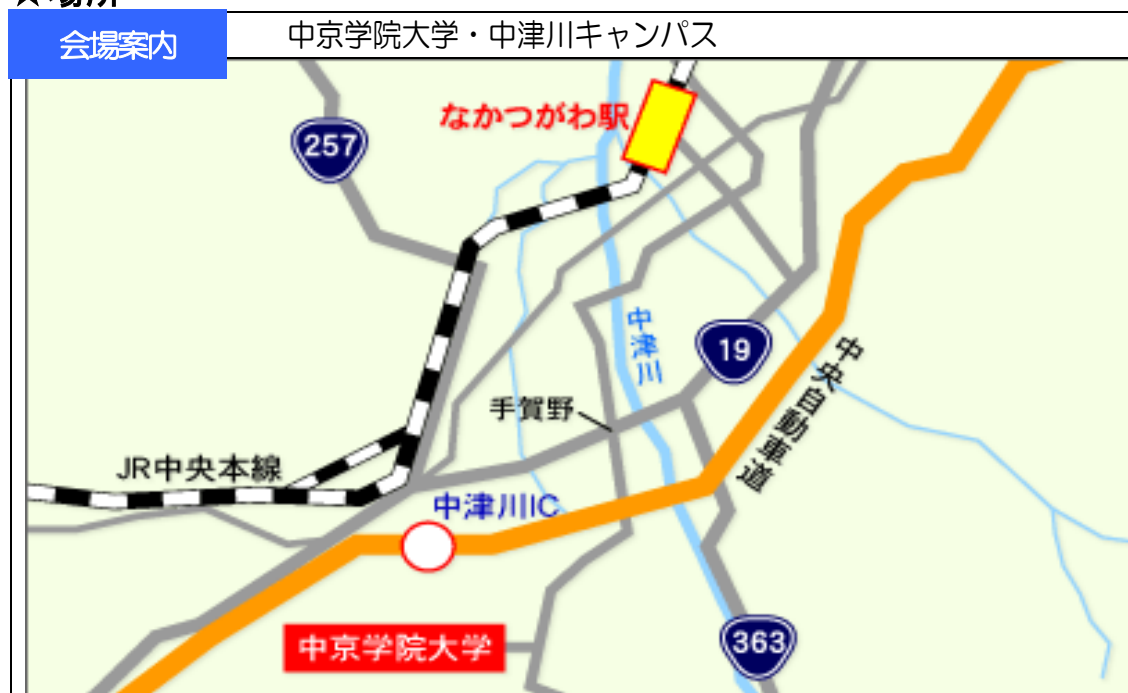 ☆場所
会場案内
中京学院大学・中津川キャンパス
なかつがわ駅
257
中津川
19
中央自動車道
手賀野
JR中央本線
中津川IC
中京学院大学
363